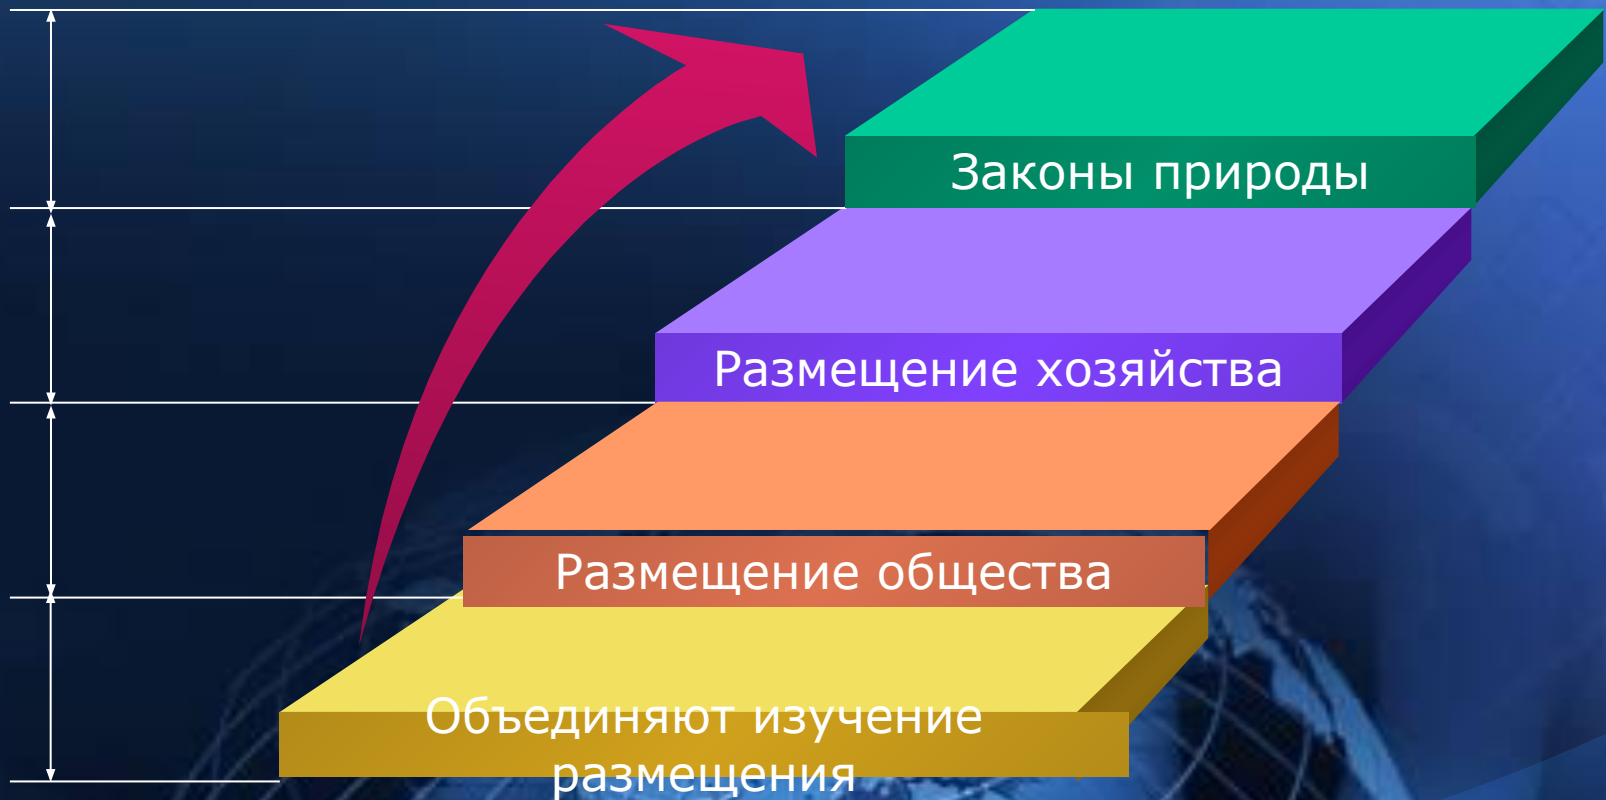 Законы природы
Размещение хозяйства
Размещение общества
Объединяют изучение
размещения